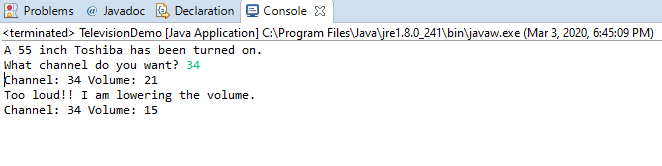 Problems @ Javadoc Declaration Console
<terminated> TelevisionDemo [Java Application] C:\Program Files\Java\jre1.8.0_241\bin\javaw.exe (Mar 3, 2020, 6:45:09 PM)
A 55 inch Toshiba has been turned on.
What channel do you want? 34
Channel: 34 Volume: 21
Too loud!! I am lowering the volume.
Channel: 34 Volume: 15